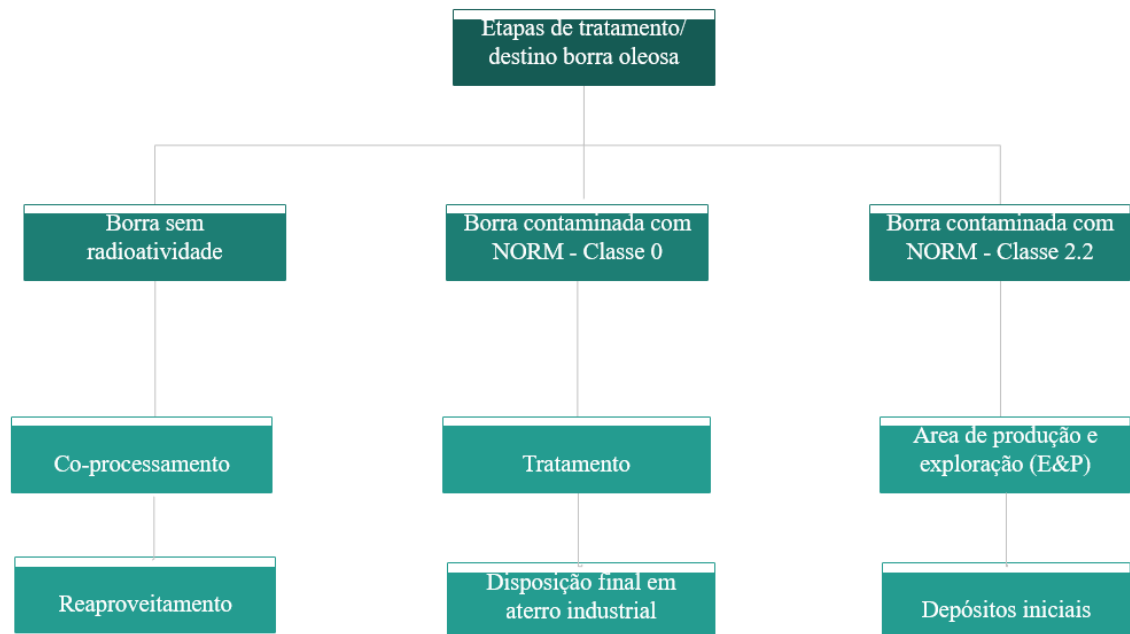 Etapas de tratamento/
destino borra oleosa
Borra sem
radioatividade
Borra contaminada com
NORM - Classe 0
Borra contaminada com
NORM - Classe 2.2
Co-processamento
Tratamento
Area de produção e
exploração (E&P)
Reaproveitamento
Disposição final em
aterro industrial
Depósitos iniciais